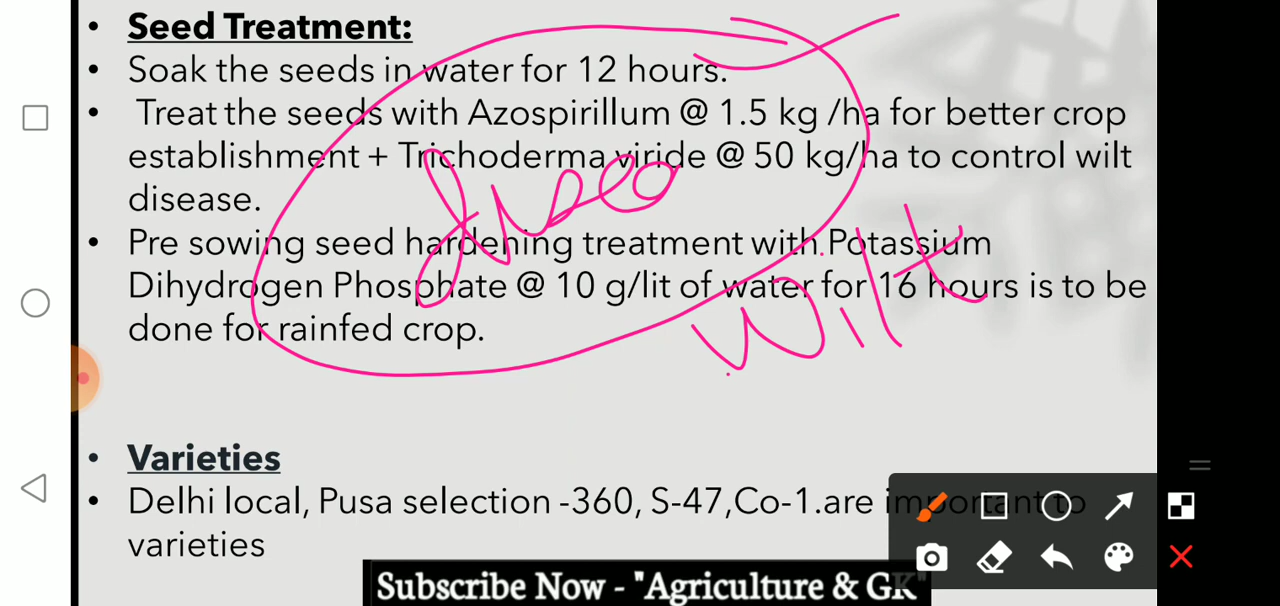 • Seed Treatment:
• Soak the seeds in water for 12 hours.
• Treat the seeds with Azospirillum @ 1.5 kg /ha for better crop
establishment + Trichoderma viride @ 50 kg/ha to control wilt
disease.
• Pre sowing seed hardening treatment with Potassium
Dihydrogen Phosphate @ 10 g/lit of water for 16 hours is to be
done for rainfed crop.
Wilt
• Varieties
• Delhi local, Pusa selection -360, S-47,Co-1.are important to
varieties
Subscribe Now - "Agriculture & GK"